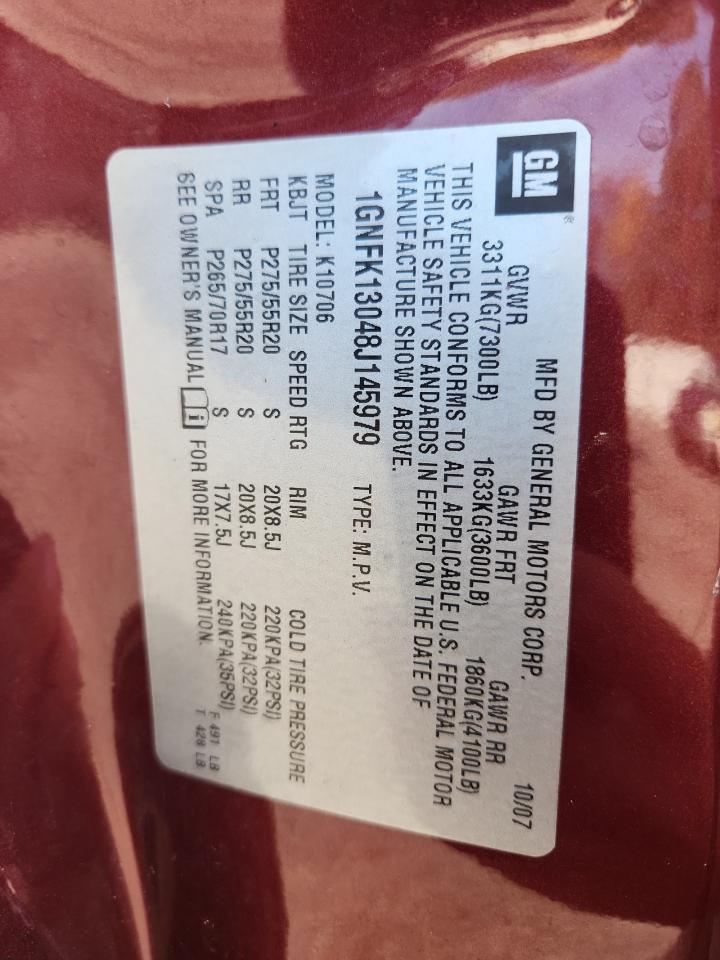 GM®
MFD BY GENERAL MOTORS CORP. 10/07
GVWR GAWR FRT GAWR RR
3311KG(7300LB) 1633KG(3600LB) 1860KG(4100LB)
THIS VEHICLE CONFORMS TO ALL APPLICABLE U.S. FEDERAL MOTOR
VEHICLE SAFETY STANDARDS IN EFFECT ON THE DATE OF
MANUFACTURE SHOWN ABOVE.
1GNFK13048J145979 TYPE: M.P.V.
MODEL: K10706
KBJT TIRE SIZE SPEED RTG RIM COLD TIRE PRESSURE
FRT P275/55R20 S 20X8.5J 220KPA(32PSI)
RR P275/55R20 S 20X8.5J 220KPA(32PSI)
SPA P265/70R17 S 17X7.5J 240KPA(35PSI)
SEE OWNER'S MANUAL i FOR MORE INFORMATION.
F 491 LB
T 428 LB